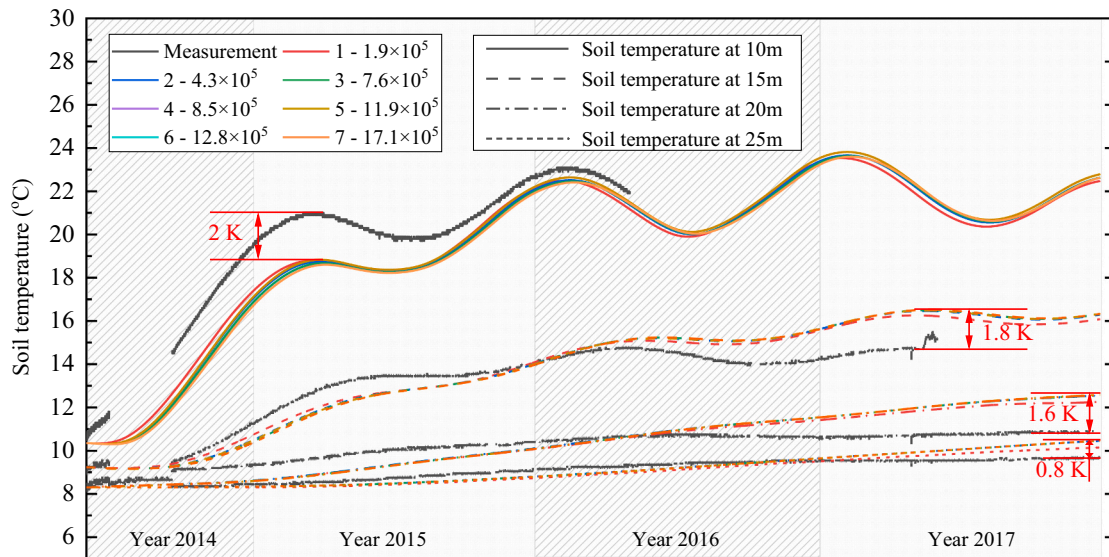 30
28
26
24
22
20
18
16
14
12
10
8
6
Soil temperature (°C)
Measurement
1 - 1.9×10⁵
2 - 4.3×10⁵
3 - 7.6×10⁵
4 - 8.5×10⁵
5 - 11.9×10⁵
6 - 12.8×10⁵
7 - 17.1×10⁵
Soil temperature at 10m
Soil temperature at 15m
Soil temperature at 20m
Soil temperature at 25m
2 K
1.8 K
1.6 K
0.8 K
Year 2014
Year 2015
Year 2016
Year 2017